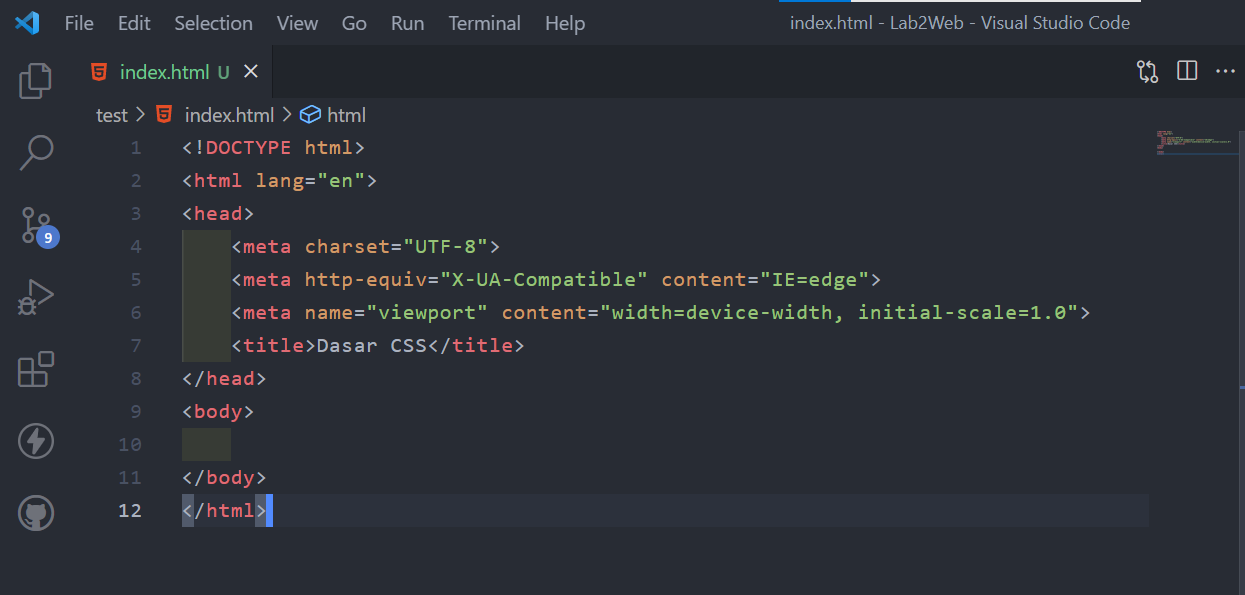 File Edit Selection View Go Run Terminal Help index.html - Lab2Web - Visual Studio Code
index.html U
test > index.html > html
1 <!DOCTYPE html>
2 <html lang="en">
3 <head>
4 <meta charset="UTF-8">
5 <meta http-equiv="X-UA-Compatible" content="IE=edge">
6 <meta name="viewport" content="width=device-width, initial-scale=1.0">
7 <title>Dasar CSS</title>
8 </head>
9 <body>
10
11 </body>
12 </html>
9